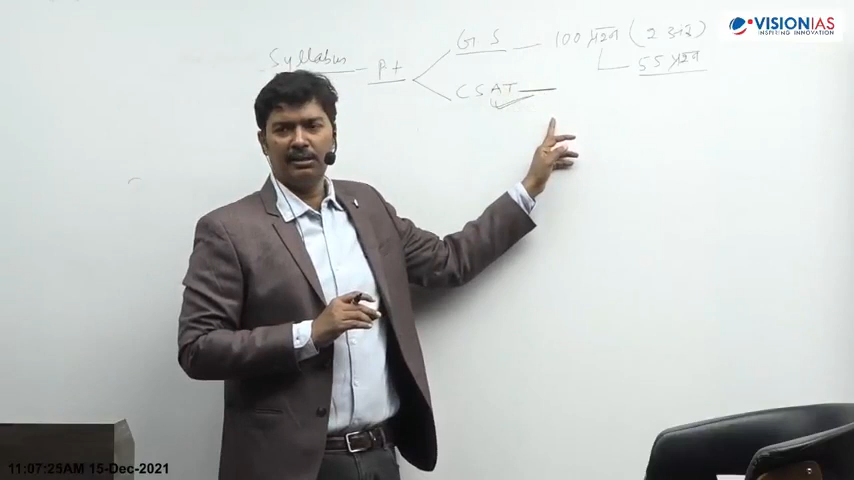 VISIONIAS
INSPIRING INNOVATION
GS — 100 प्रश्न (2 अंक)
55 प्रश्न
Syllabus — Pt
CSAT —
11:07:25AM 15-Dec-2021